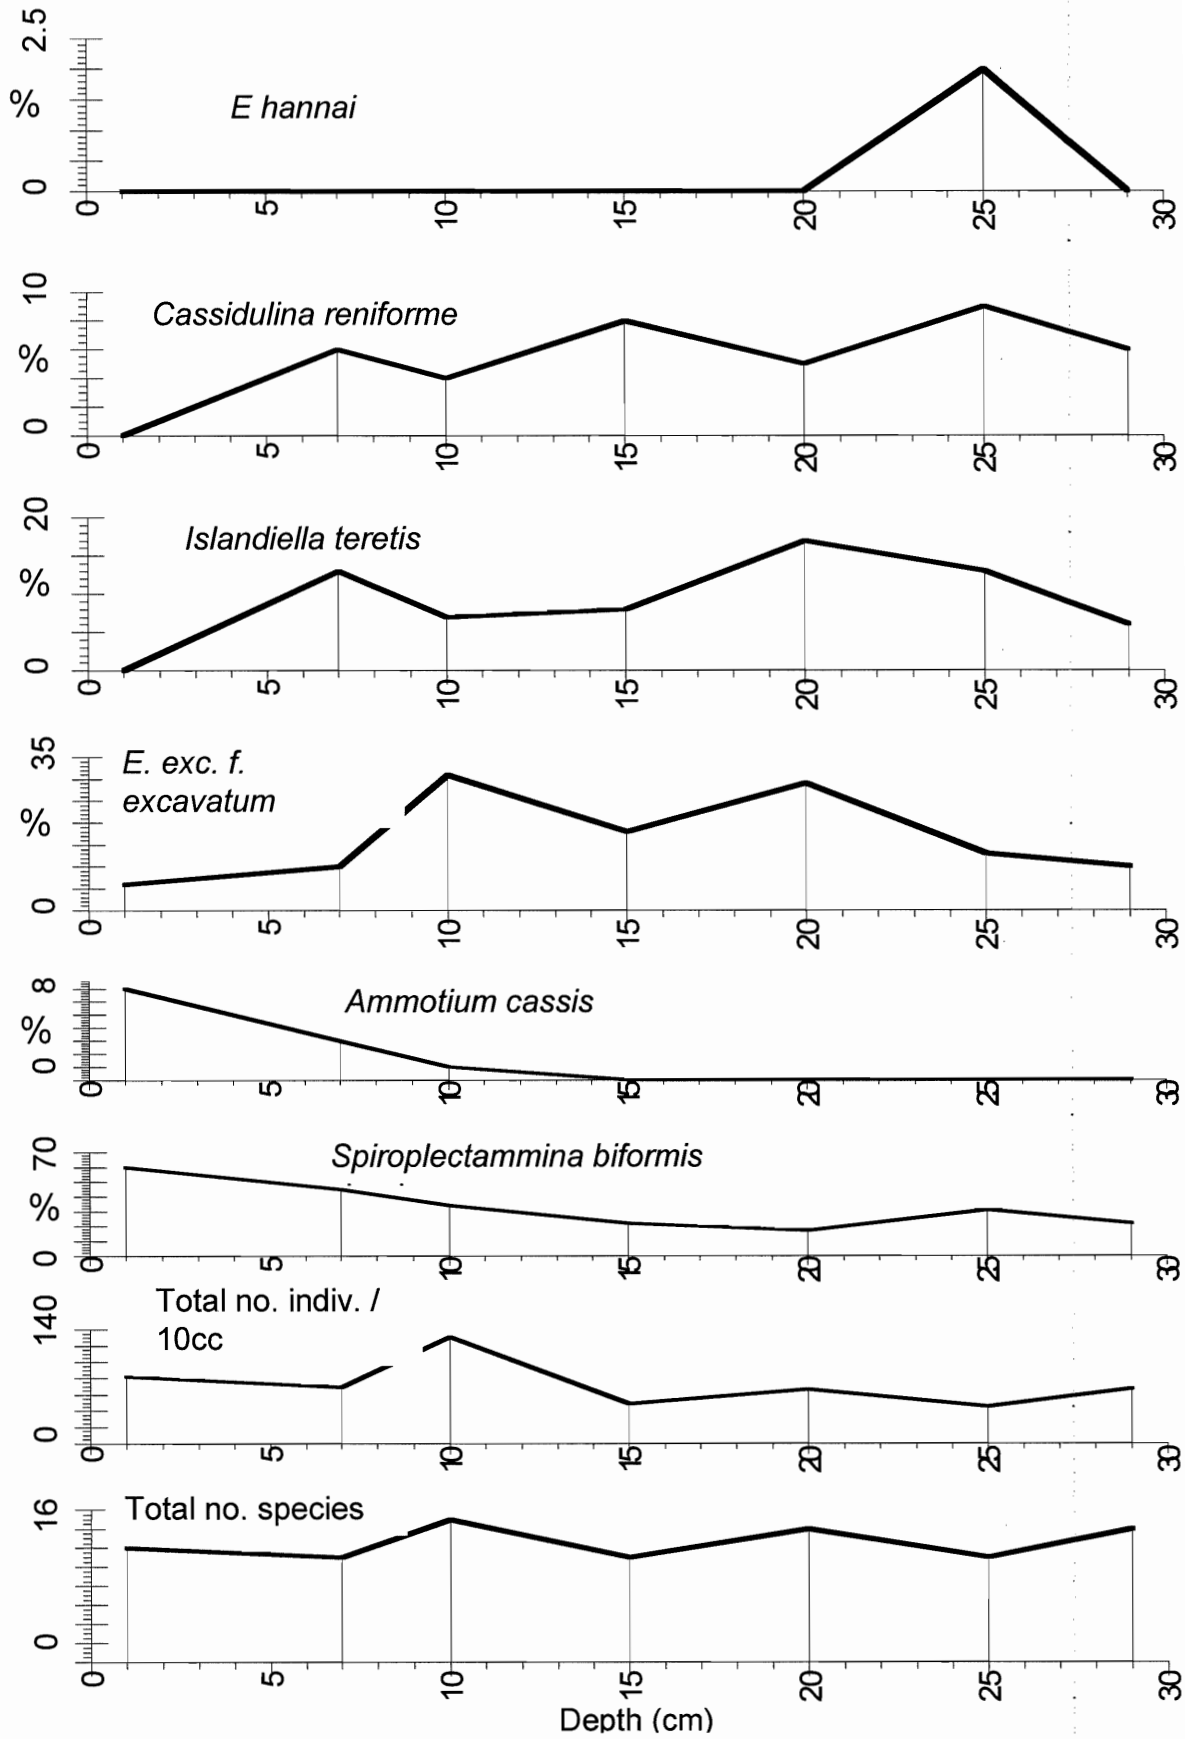 2.5
%
E hannai
0
0 5 10 15 20 25 30
10
Cassidulina reniforme
%
0
0 5 10 15 20 25 30
20
Islandiella teretis
%
0
0 5 10 15 20 25 30
35
E. exc. f.
excavatum
%
0
0 5 10 15 20 25 30
8
Ammotium cassis
%
0
0 5 10 15 20 25 30
70
Spiroplectammina biformis
%
0
0 5 10 15 20 25 30
Total no. indiv. /
140
10cc
0
0 5 10 15 20 25 30
16
Total no. species
0
0 5 10 15 20 25 30
Depth (cm)